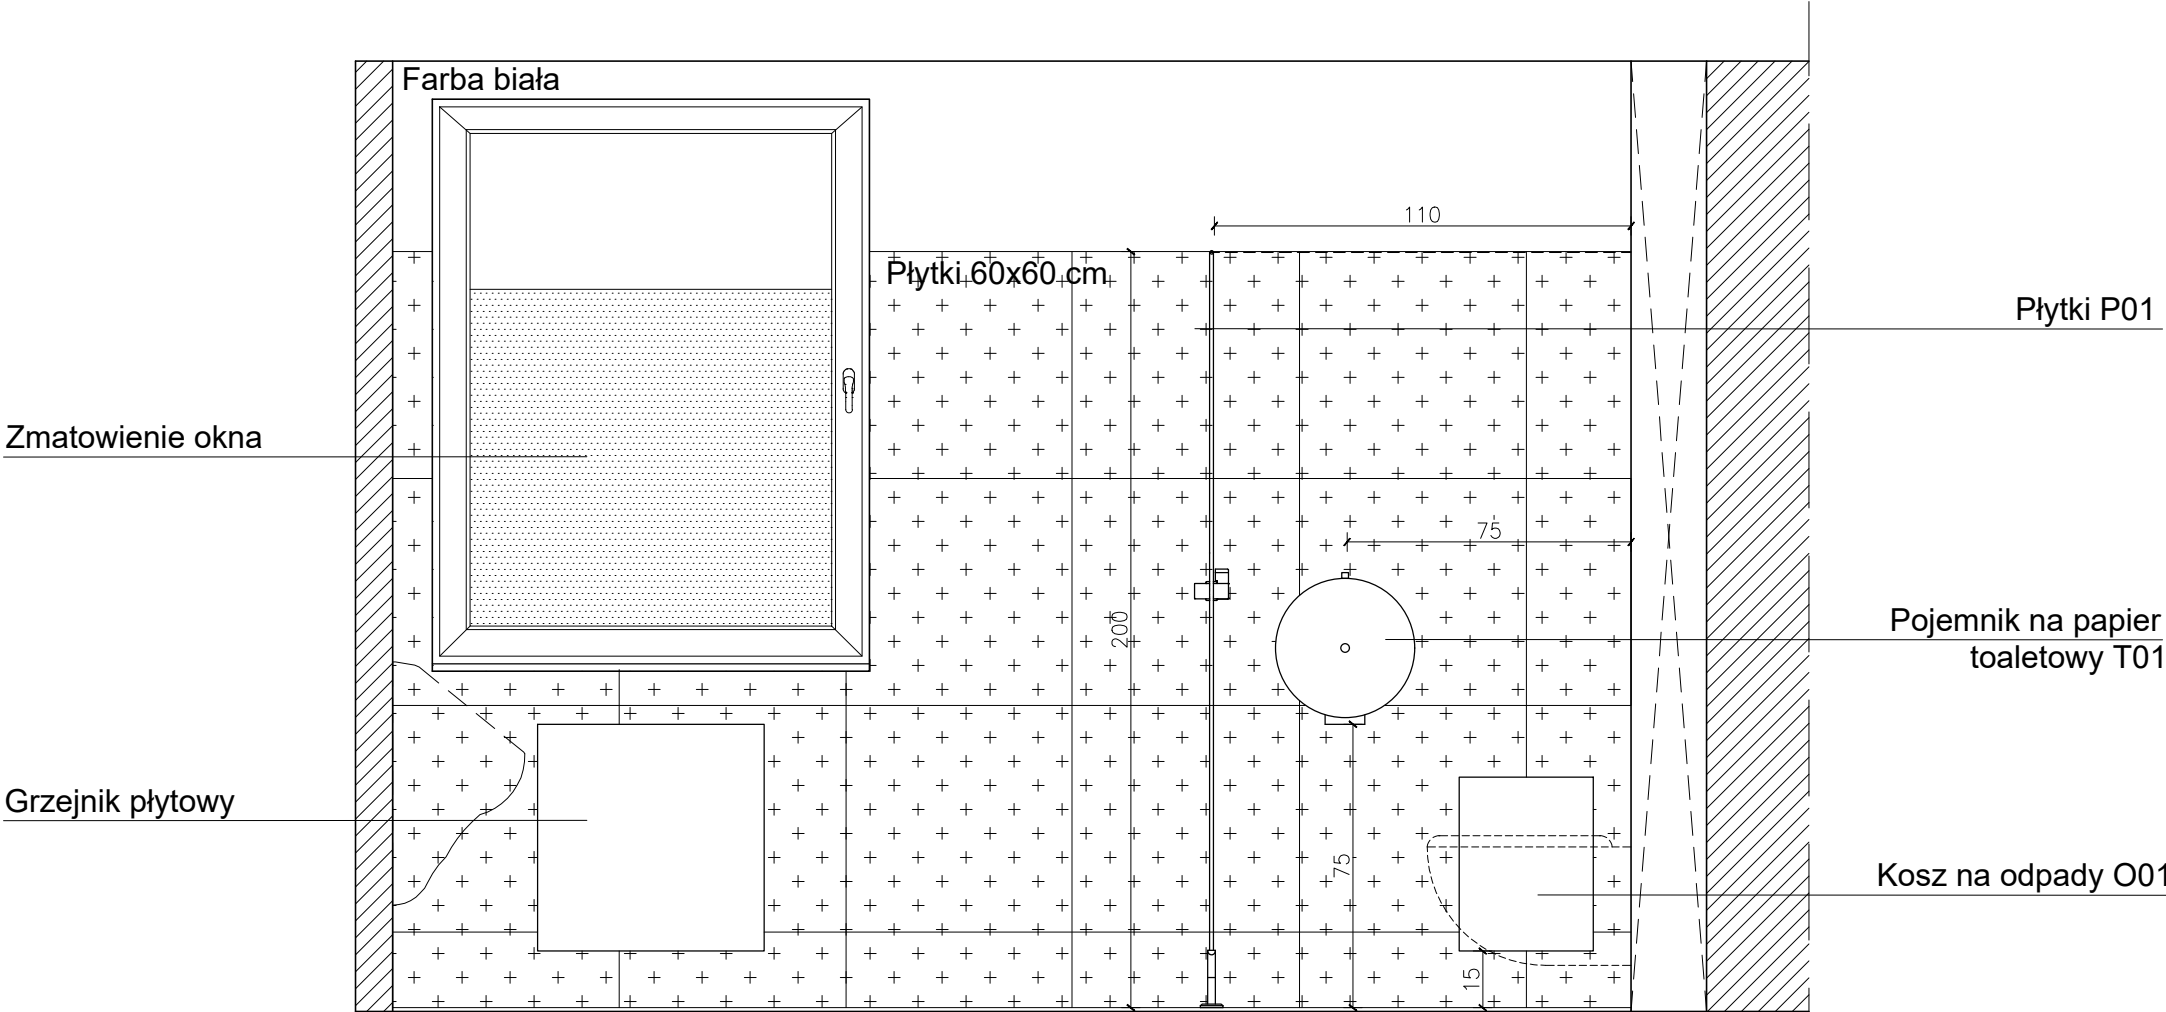 Farba biała
110
Płytki 60x60 cm
Płytki P01
Zmatowienie okna
75
200
Pojemnik na papier
toaletowy T01
Grzejnik płytowy
75
Kosz na odpady O01
15